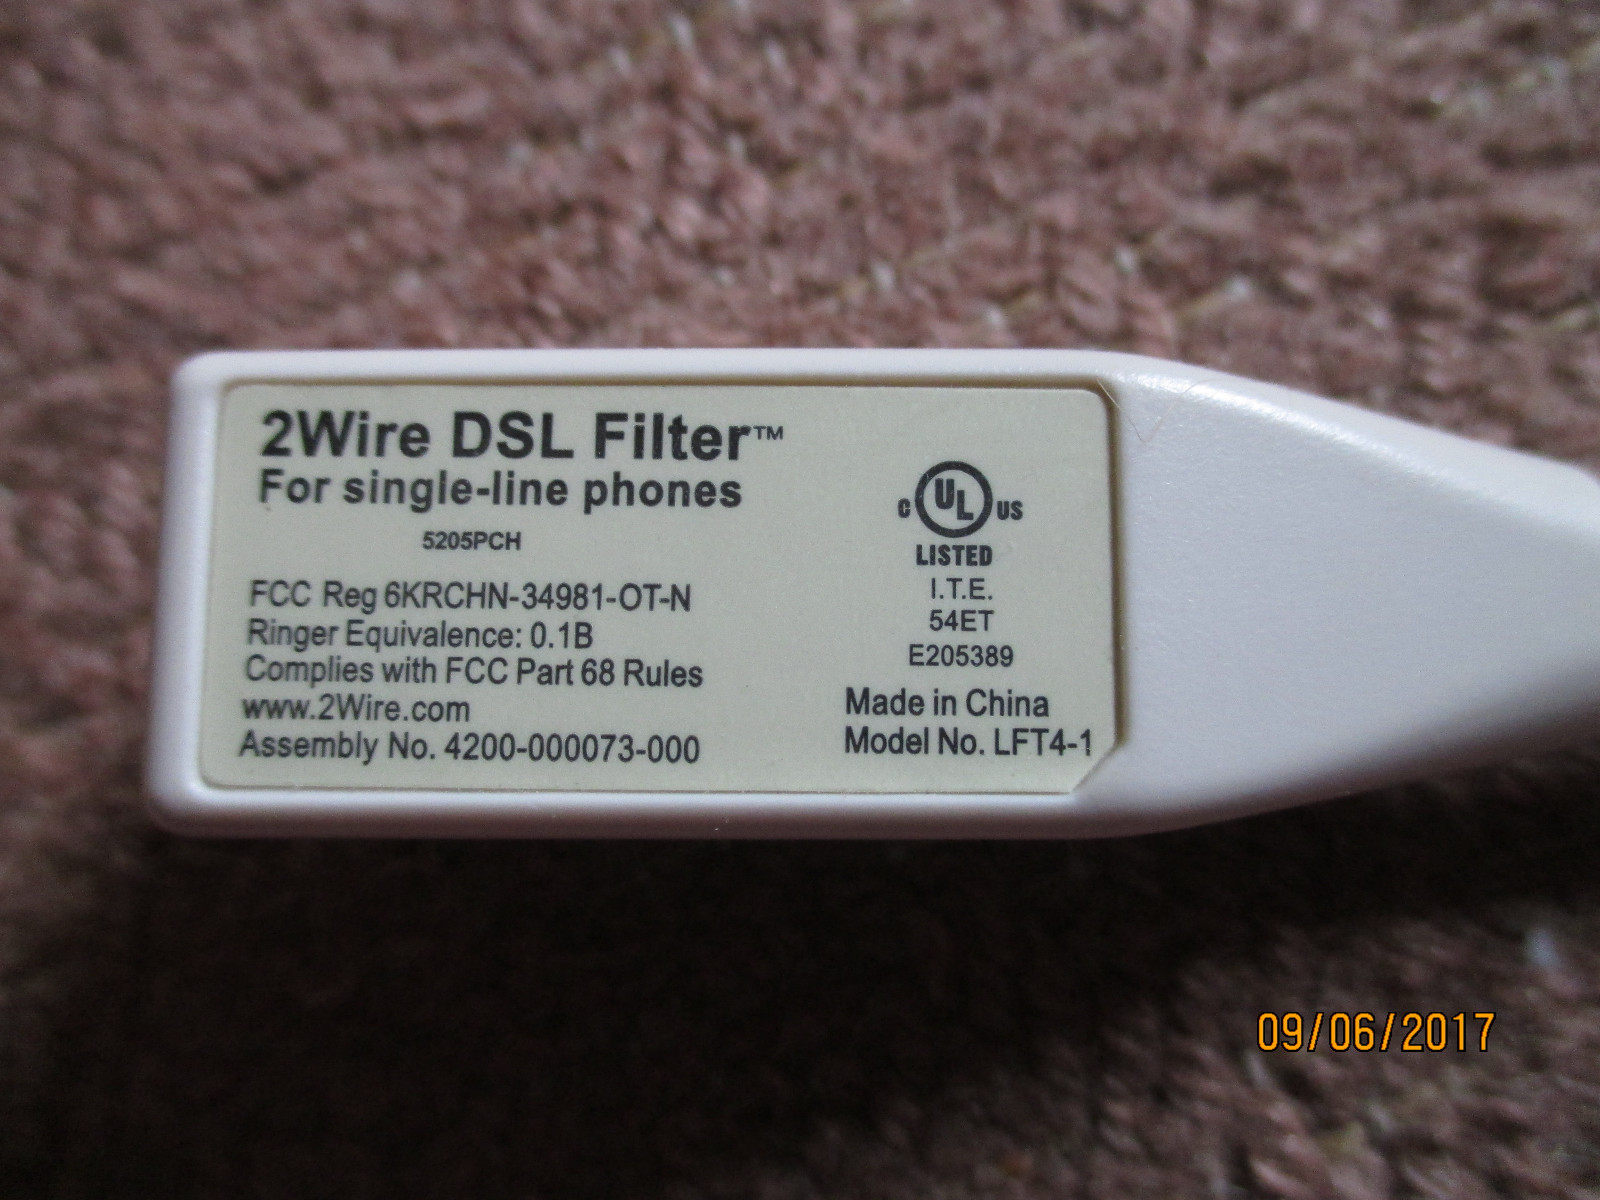 2Wire DSL Filter™
For single-line phones
5205PCH
FCC Reg 6KRCHN-34981-OT-N
Ringer Equivalence: 0.1B
Complies with FCC Part 68 Rules
www.2Wire.com
Assembly No. 4200-000073-000
C UL US
LISTED
I.T.E.
54ET
E205389
Made in China
Model No. LFT4-1
09/06/2017